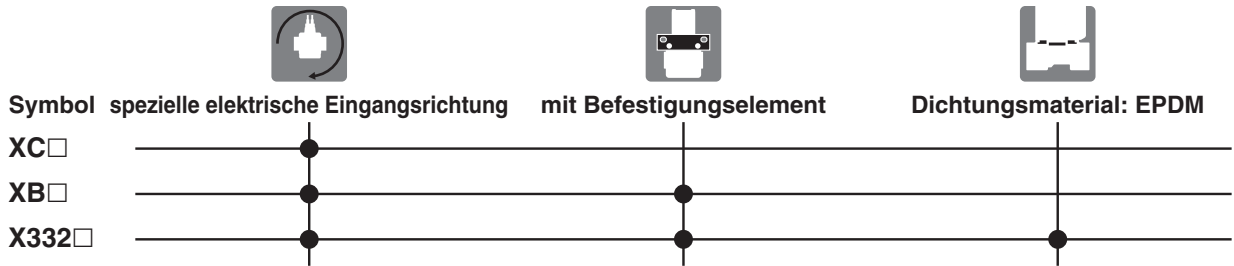 Symbol spezielle elektrische Eingangsrichtung mit Befestigungselement Dichtungsmaterial: EPDM
XC□
XB□
X332□